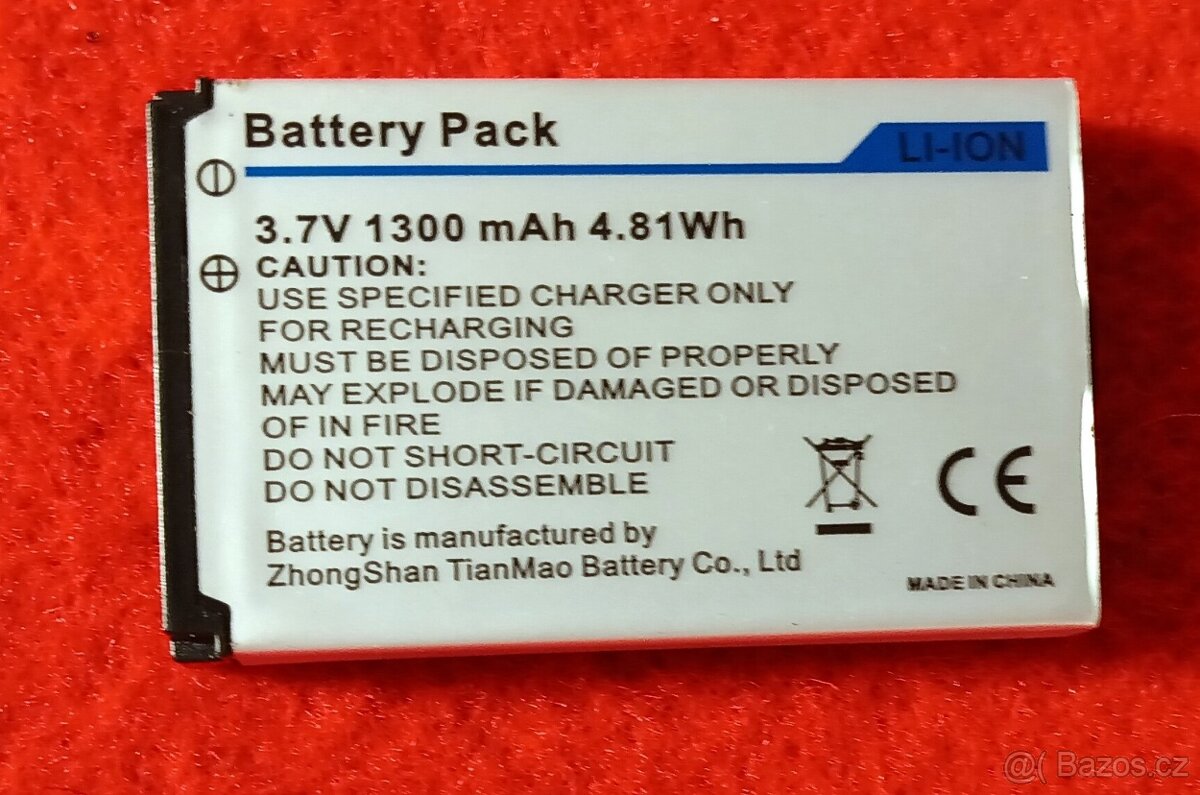 Battery Pack
LI-ION
3.7V 1300 mAh 4.81Wh
CAUTION:
USE SPECIFIED CHARGER ONLY
FOR RECHARGING
MUST BE DISPOSED OF PROPERLY
MAY EXPLODE IF DAMAGED OR DISPOSED
OF IN FIRE
DO NOT SHORT-CIRCUIT
DO NOT DISASSEMBLE
CE
Battery is manufactured by
ZhongShan TianMao Battery Co., Ltd
MADE IN CHINA
@( Bazos.cz